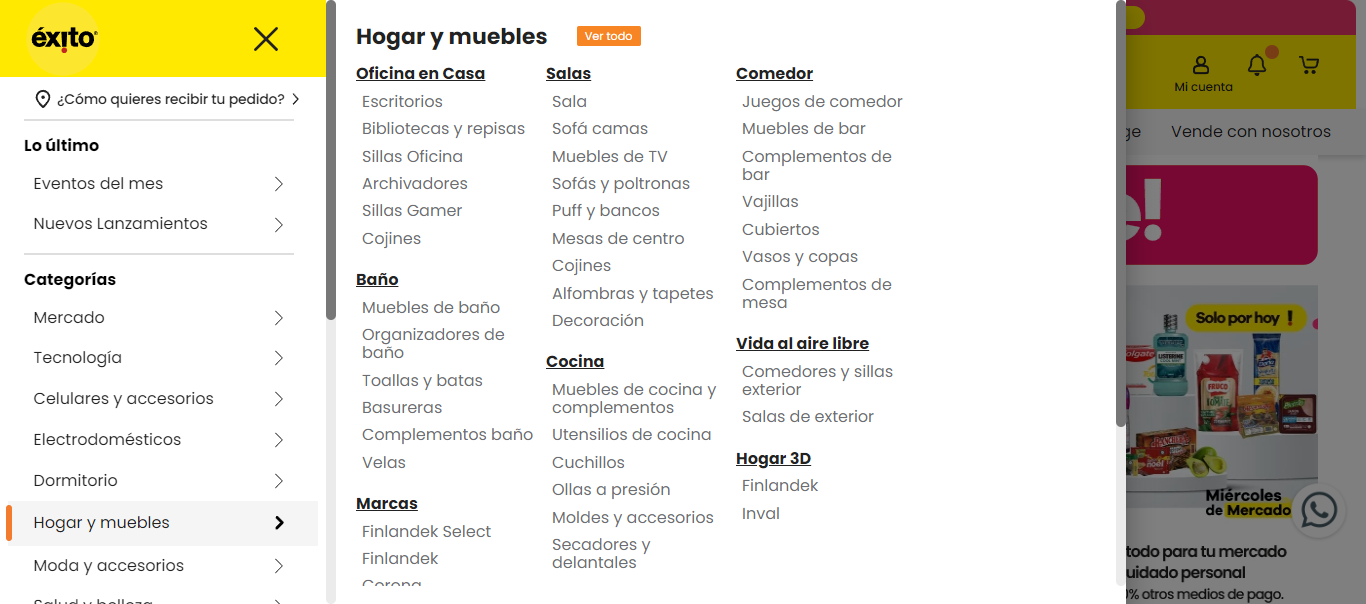 éxito
¿Cómo quieres recibir tu pedido?
Lo último
Eventos del mes
Nuevos Lanzamientos
Categorías
Mercado
Tecnología
Celulares y accesorios
Electrodomésticos
Dormitorio
Hogar y muebles
Moda y accesorios
Salud y belleza
Hogar y muebles
Ver todo
Oficina en Casa
Escritorios
Bibliotecas y repisas
Sillas Oficina
Archivadores
Sillas Gamer
Cojines
Baño
Muebles de baño
Organizadores de
baño
Toallas y batas
Basureras
Complementos baño
Velas
Marcas
Finlandek Select
Finlandek
Corona
Salas
Sala
Sofá camas
Muebles de TV
Sofás y poltronas
Puff y bancos
Mesas de centro
Cojines
Alfombras y tapetes
Decoración
Cocina
Muebles de cocina y
complementos
Utensilios de cocina
Cuchillos
Ollas a presión
Moldes y accesorios
Secadores y
delantales
Comedor
Juegos de comedor
Muebles de bar
Complementos de
bar
Vajillas
Cubiertos
Vasos y copas
Complementos de
mesa
Vida al aire libre
Comedores y sillas
exterior
Salas de exterior
Hogar 3D
Finlandek
Inval
Mi cuenta
ge
Vende con nosotros
e!
Solo por hoy !
Colgate
LISTERINE
FRUCO
RANCHERA
Miércoles
de Mercado
todo para tu mercado
uidado personal
% otros medios de pago.